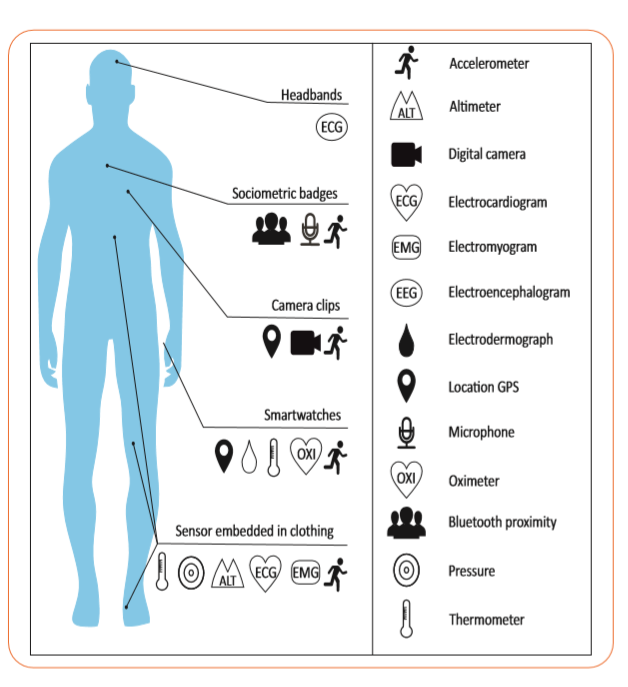 Headbands
ECG
Sociometric badges
Camera clips
Smartwatches
OXI
Sensor embedded in clothing
ALT ECG EMG
Accelerometer
ALT Altimeter
Digital camera
ECG Electrocardiogram
EMG Electromyogram
EEG Electroencephalogram
Electrodermograph
Location GPS
Microphone
OXI Oximeter
Bluetooth proximity
Pressure
Thermometer